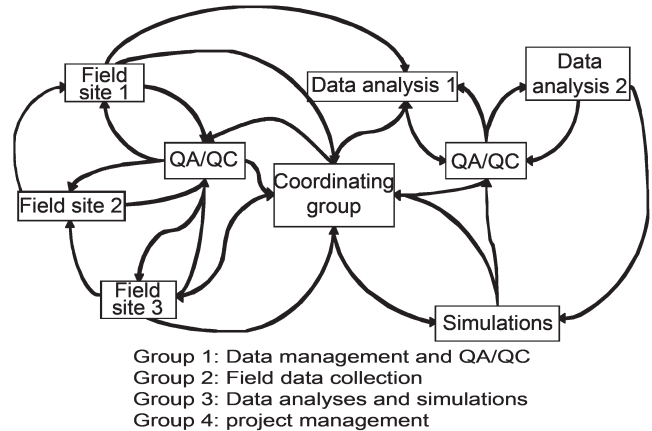 Field
site 1
Data analysis 1
Data
analysis 2
QA/QC
QA/QC
Coordinating
group
Field site 2
Field
site 3
Simulations
Group 1: Data management and QA/QC
Group 2: Field data collection
Group 3: Data analyses and simulations
Group 4: project management